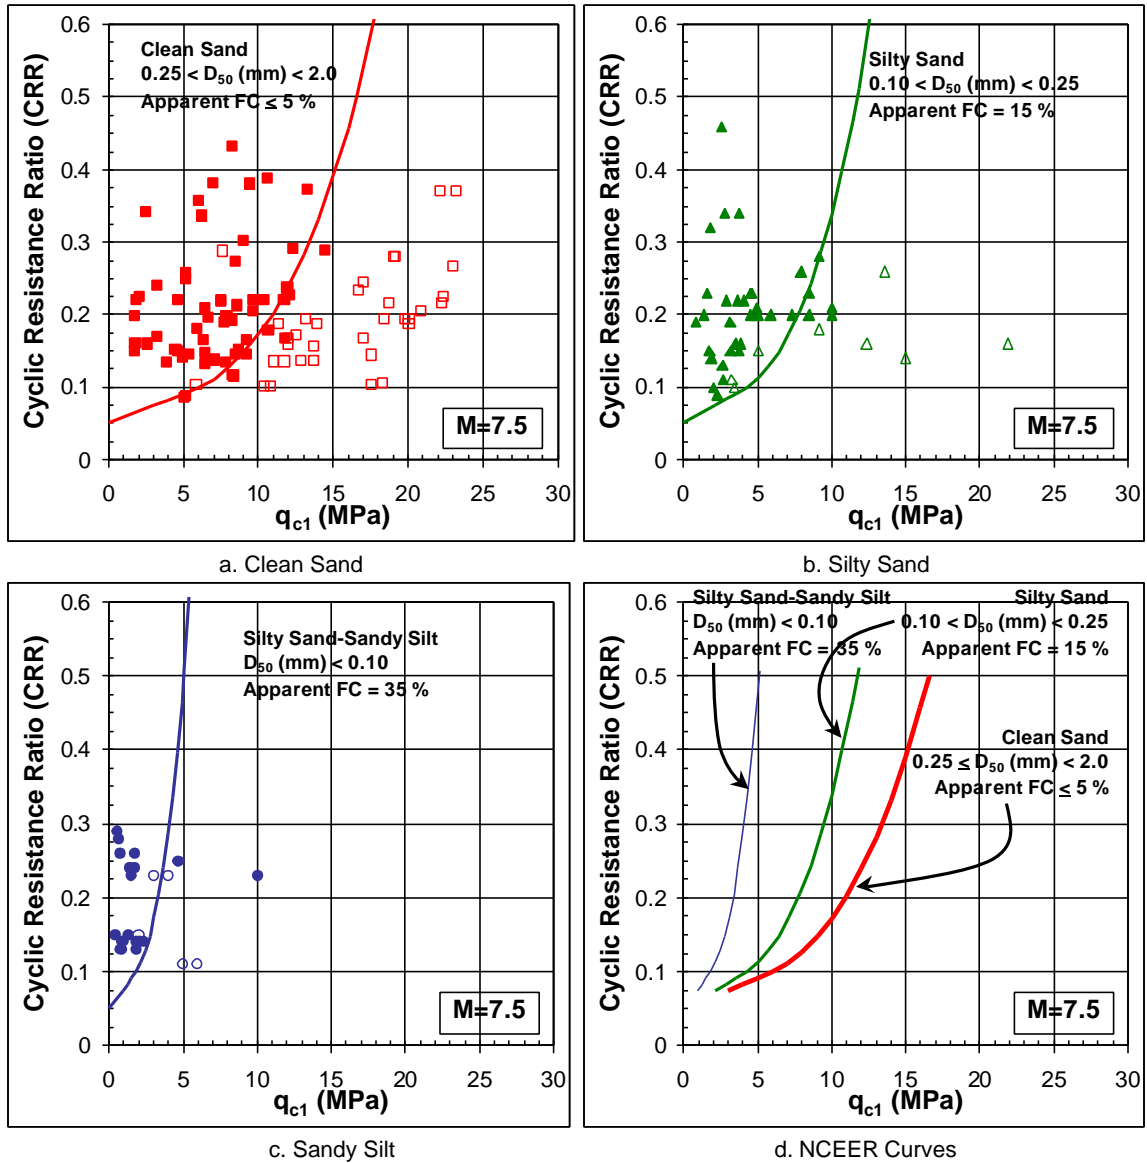 Clean Sand
0.25 < D50 (mm) < 2.0
Apparent FC ≤ 5 %
Cyclic Resistance Ratio (CRR)
0.6
0.5
0.4
0.3
0.2
0.1
0
M=7.5
0 5 10 15 20 25 30
qc1 (MPa)
a. Clean Sand
Silty Sand
0.10 < D50 (mm) < 0.25
Apparent FC = 15 %
Cyclic Resistance Ratio (CRR)
0.6
0.5
0.4
0.3
0.2
0.1
0
M=7.5
0 5 10 15 20 25 30
qc1 (MPa)
b. Silty Sand
Silty Sand-Sandy Silt
D50 (mm) < 0.10
Apparent FC = 35 %
Cyclic Resistance Ratio (CRR)
0.6
0.5
0.4
0.3
0.2
0.1
0
M=7.5
0 5 10 15 20 25 30
qc1 (MPa)
c. Sandy Silt
Silty Sand-Sandy Silt
D50 (mm) < 0.10
Apparent FC = 35 %
Silty Sand
0.10 < D50 (mm) < 0.25
Apparent FC = 15 %
Clean Sand
0.25 ≤ D50 (mm) < 2.0
Apparent FC ≤ 5 %
Cyclic Resistance Ratio (CRR)
0.6
0.5
0.4
0.3
0.2
0.1
0
M=7.5
0 5 10 15 20 25 30
qc1 (MPa)
d. NCEER Curves